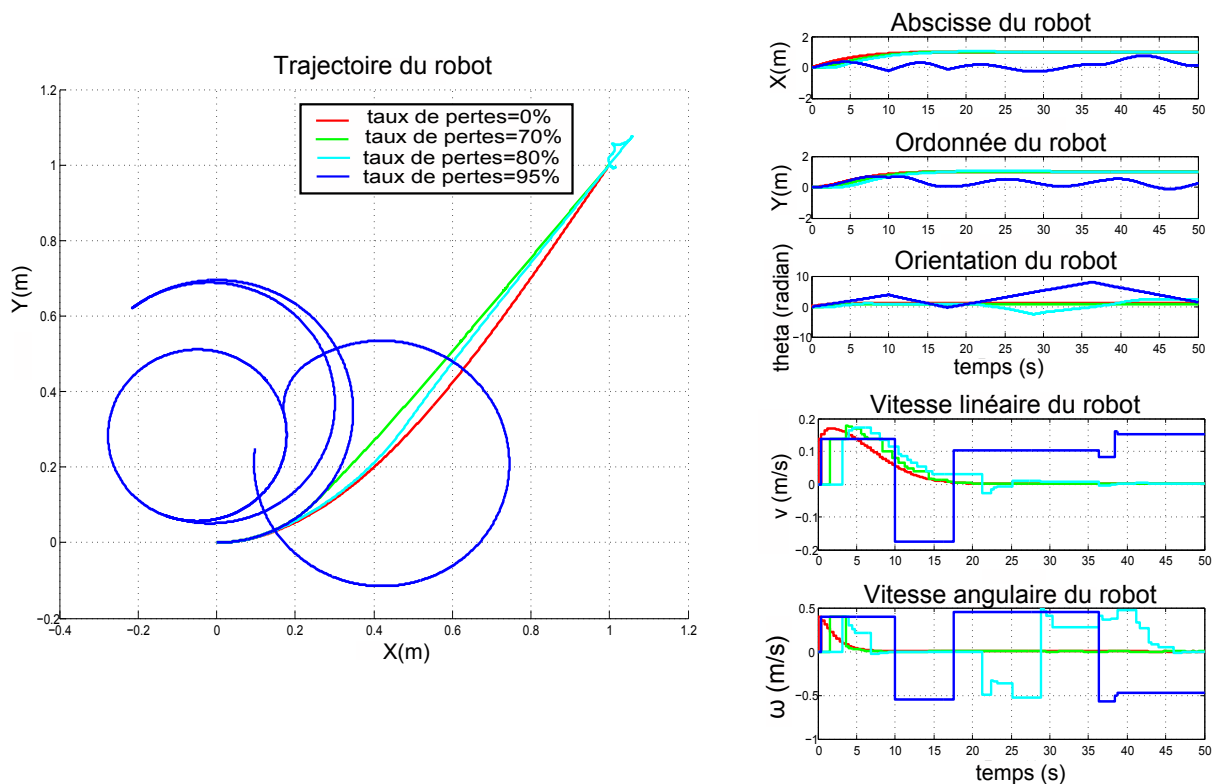 Trajectoire du robot
1.2
1
0.8
0.6
0.4
0.2
0
-0.2
Y(m)
taux de pertes=0%
taux de pertes=70%
taux de pertes=80%
taux de pertes=95%
-0.4 -0.2 0 0.2 0.4 0.6 0.8 1 1.2
X(m)
Abscisse du robot
2
0
-2
X(m)
0 5 10 15 20 25 30 35 40 45 50
Ordonnée du robot
2
0
-2
Y(m)
0 5 10 15 20 25 30 35 40 45 50
Orientation du robot
10
0
-10
theta (radian)
0 5 10 15 20 25 30 35 40 45 50
temps (s)
Vitesse linéaire du robot
0.2
0.1
0
0.1
0.2
v (m/s)
0 5 10 15 20 25 30 35 40 45 50
Vitesse angulaire du robot
0.5
0
-0.5
-1
ω (m/s)
0 5 10 15 20 25 30 35 40 45 50
temps (s)